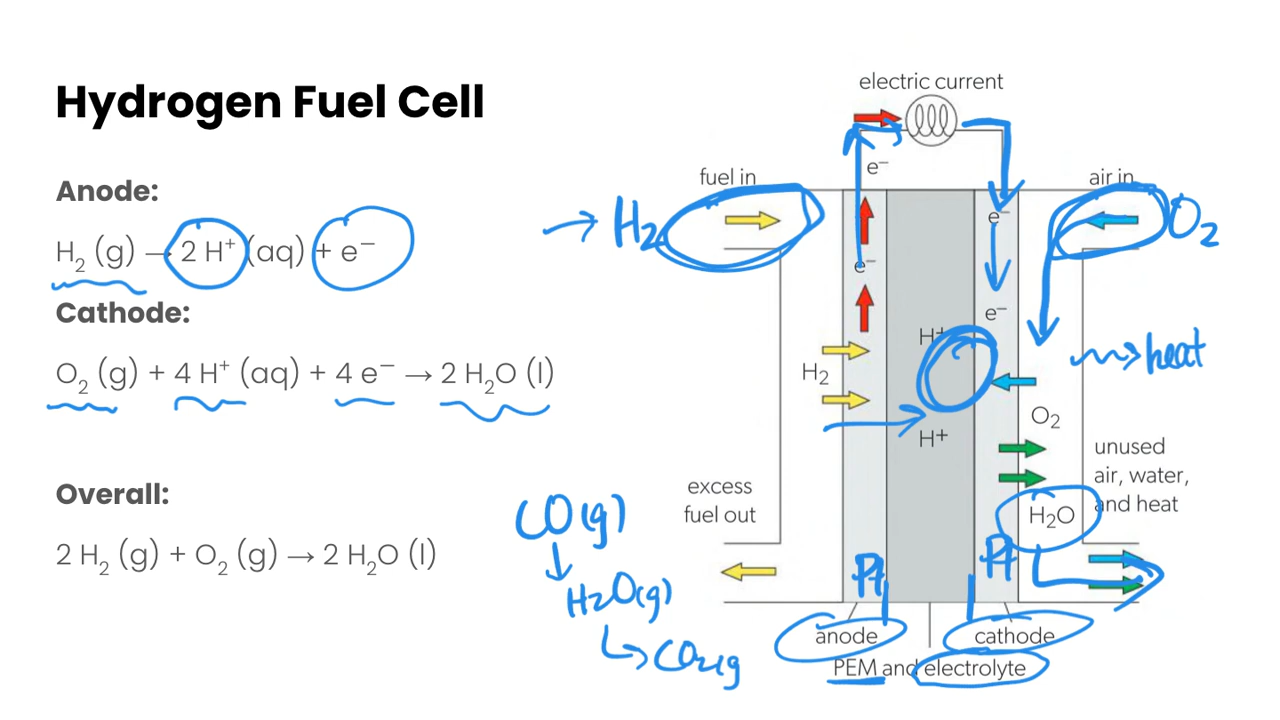 Hydrogen Fuel Cell
Anode:
H₂ (g) → 2 H⁺ (aq) + e⁻
Cathode:
O₂ (g) + 4 H⁺ (aq) + 4 e⁻ → 2 H₂O (l)
Overall:
2 H₂ (g) + O₂ (g) → 2 H₂O (l)
electric current
e⁻
fuel in
air in
→ H₂
O₂
e⁻
e⁻
e⁻
H⁺
H₂
→ heat
O₂
H+
unused
air, water,
and heat
excess
fuel out
H₂O
CO(g)
↓
H₂O(g)
↳ CO₂(g
Pt
Pt
anode
cathode
PEM and electrolyte